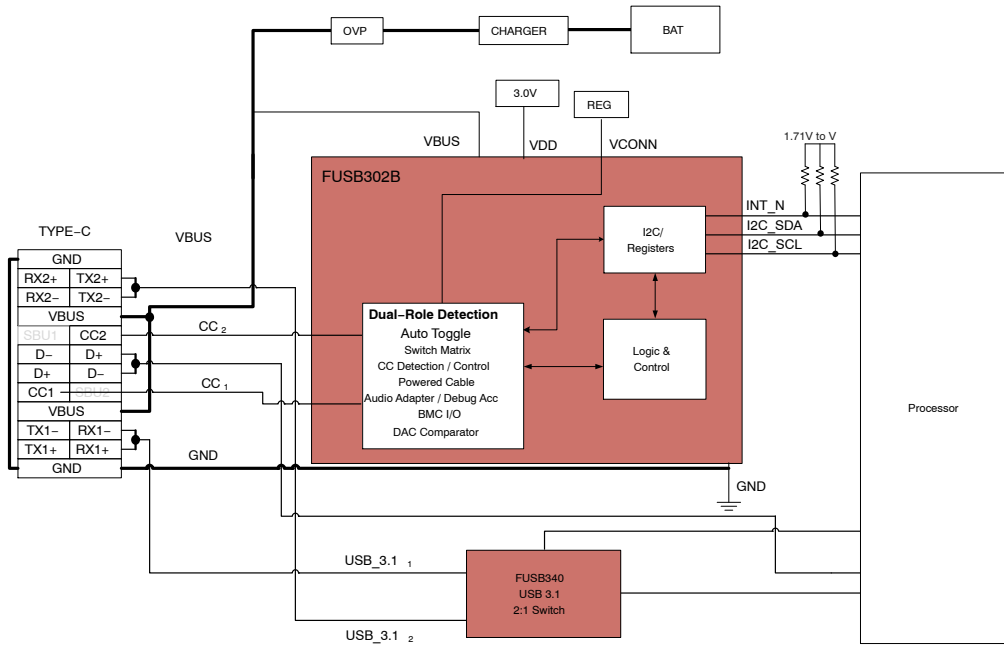 OVP
CHARGER
BAT
3.0V
REG
1.71V to V
VBUS
VDD
VCONN
FUSB302B
INT_N
I2C_SDA
I2C_SCL
I2C/
Registers
TYPE-C
VBUS
GND
RX2+ TX2+
RX2- TX2-
VBUS
SBU1 CC2
D- D+
D+ D-
CC1 SBU2
VBUS
TX1- RX1-
TX1+ RX1+
GND
CC 2
CC 1
GND
Dual-Role Detection
Auto Toggle
Switch Matrix
CC Detection / Control
Powered Cable
Audio Adapter / Debug Acc
BMC I/O
DAC Comparator
Logic &
Control
Processor
GND
USB_3.1 1
USB_3.1 2
FUSB340
USB 3.1
2:1 Switch